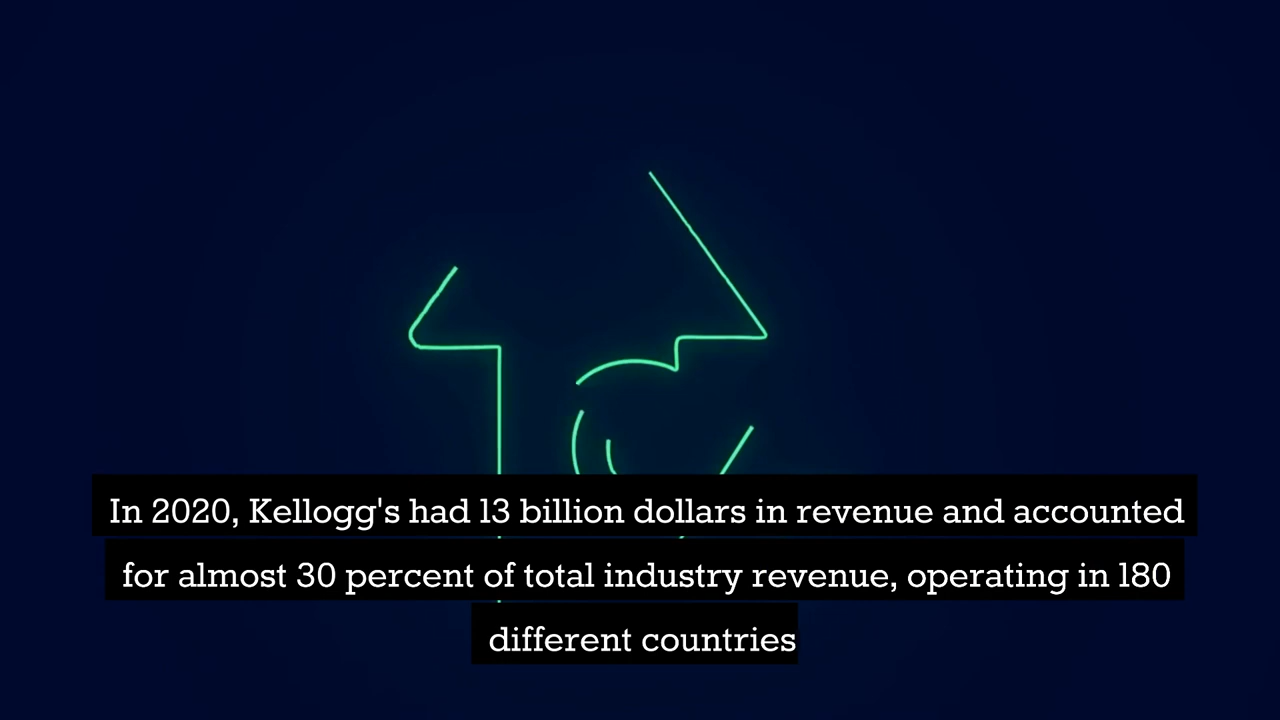 In 2020, Kellogg's had 13 billion dollars in revenue and accounted
for almost 30 percent of total industry revenue, operating in 180
different countries